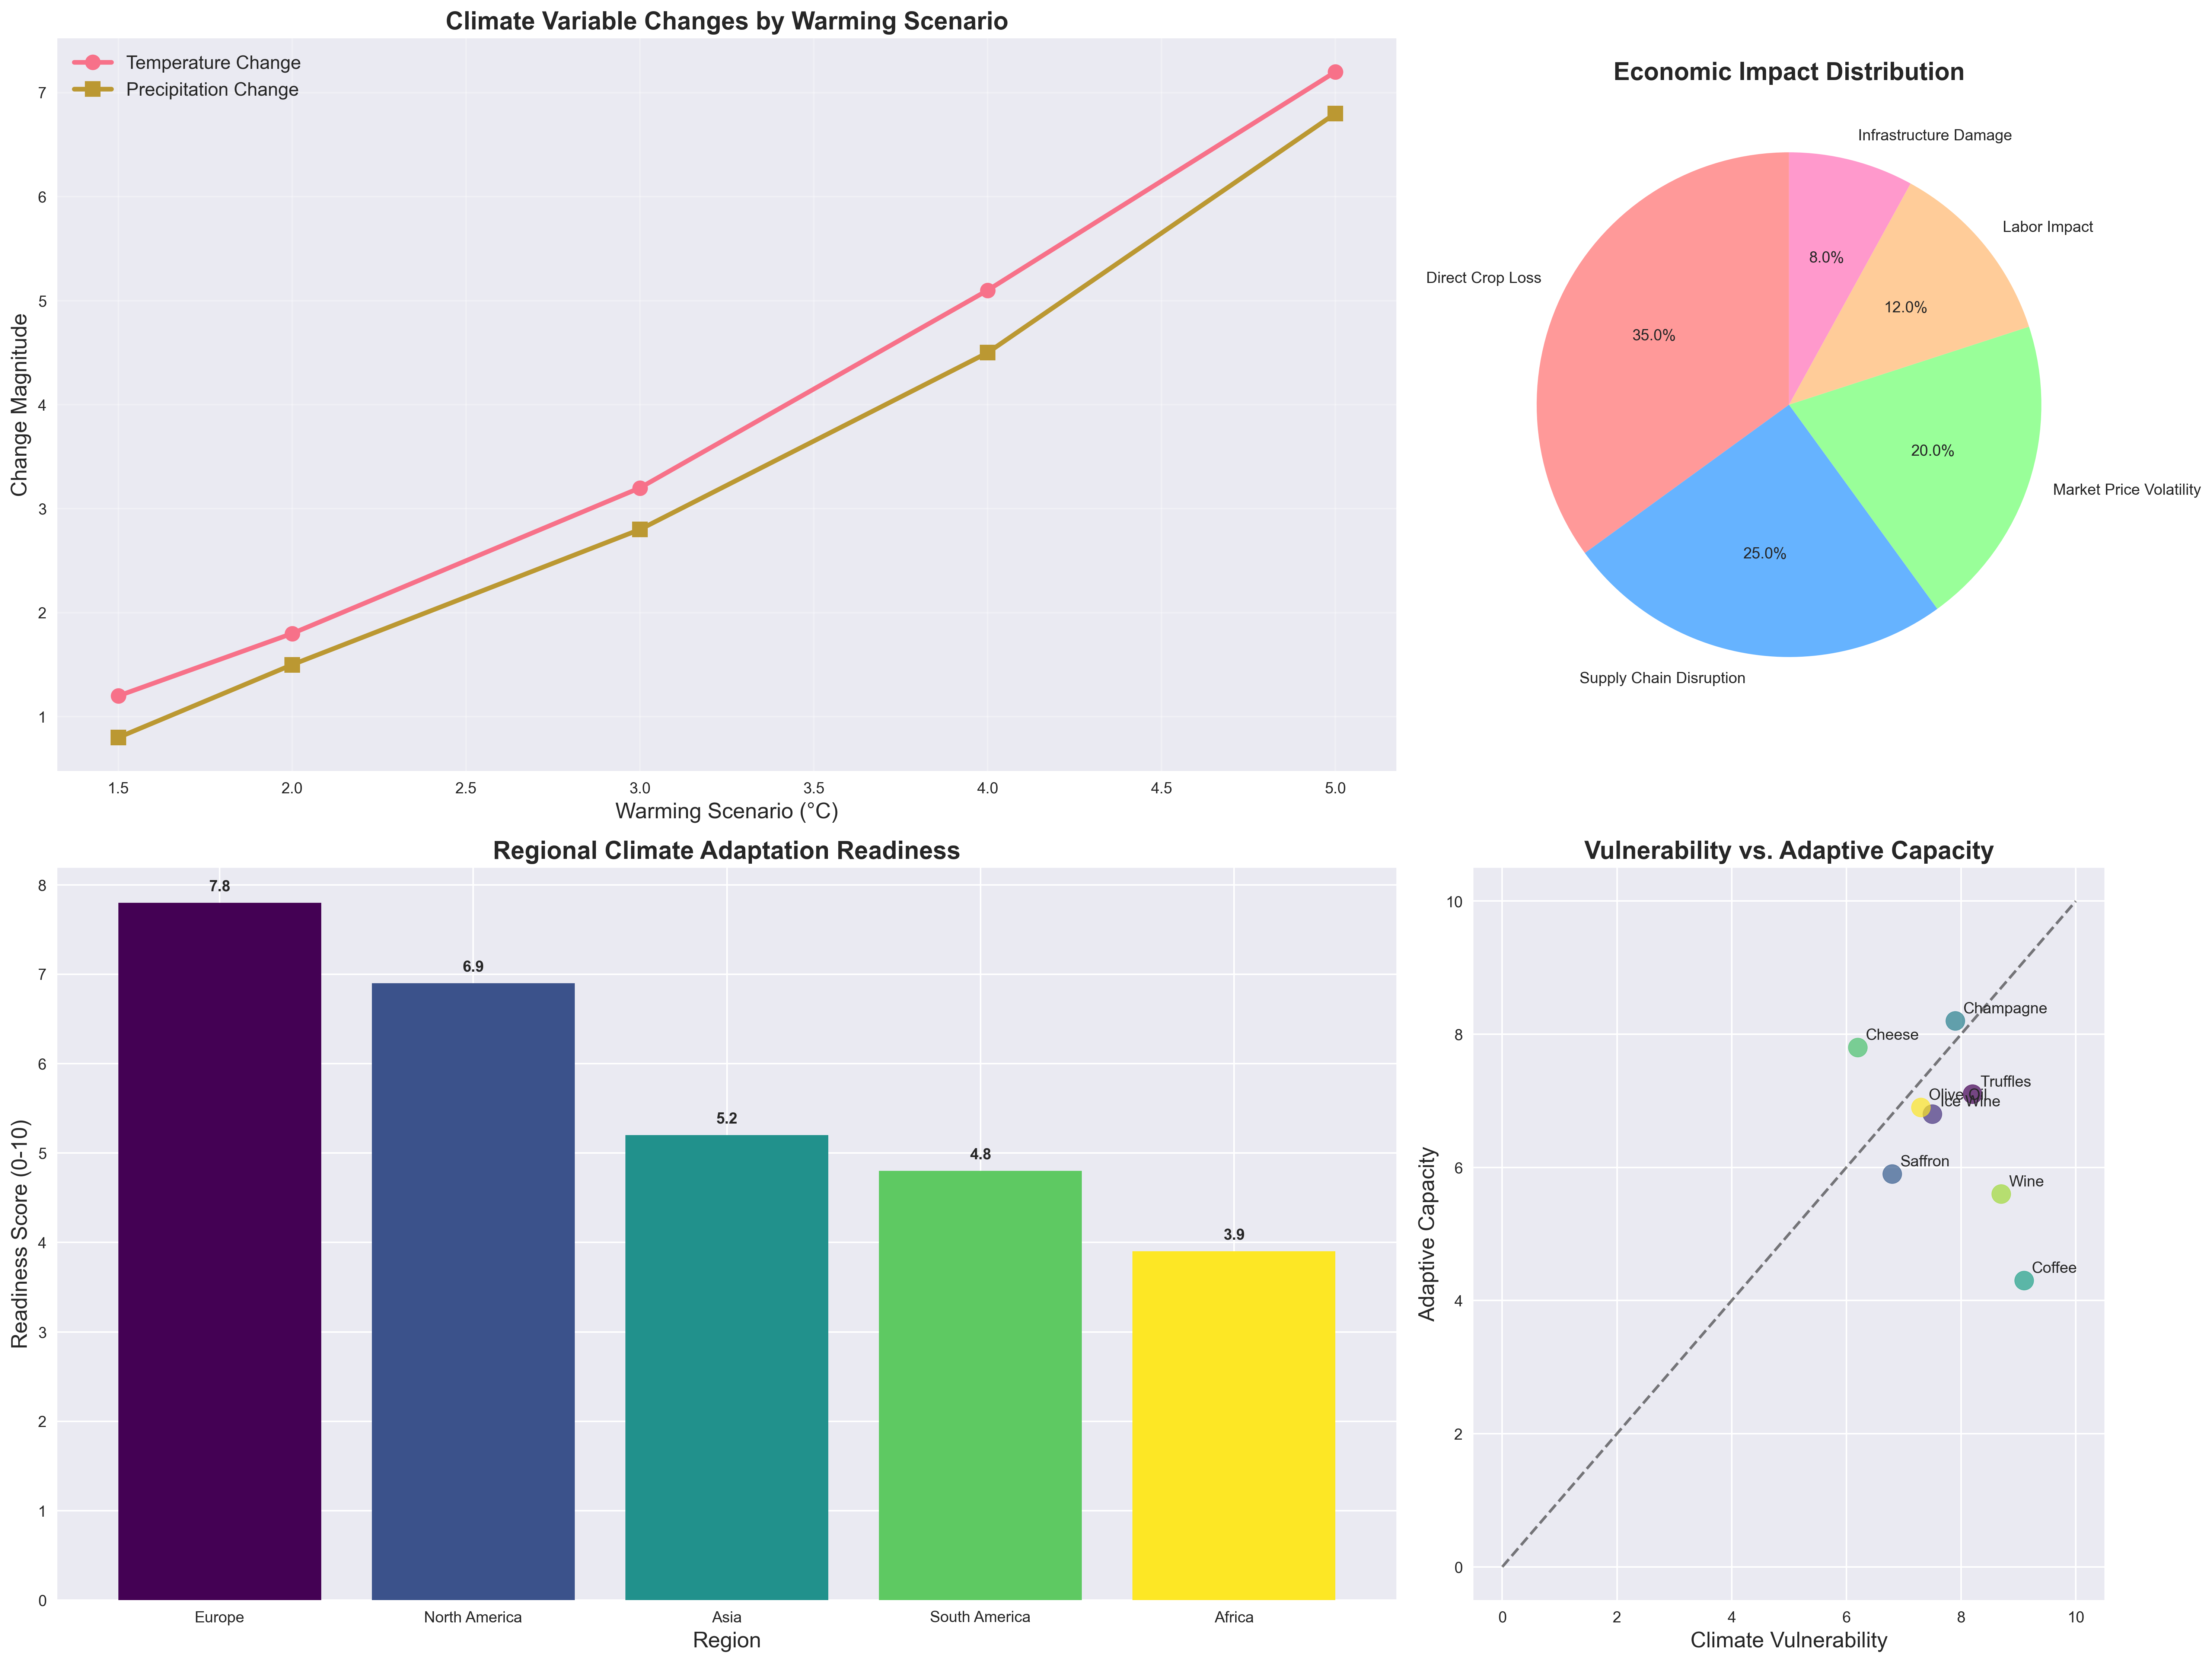 Climate Variable Changes by Warming Scenario
Temperature Change
Precipitation Change
7
6
5
4
3
2
1
Change Magnitude
1.5 2.0 2.5 3.0 3.5 4.0 4.5 5.0
Warming Scenario (°C)
Economic Impact Distribution
Infrastructure Damage
Labor Impact
8.0%
Direct Crop Loss
12.0%
35.0%
20.0%
Market Price Volatility
25.0%
Supply Chain Disruption
Regional Climate Adaptation Readiness
8
7
6
5
4
3
2
1
0
Readiness Score (0-10)
7.8
6.9
5.2
4.8
3.9
Europe North America Asia South America Africa
Region
Vulnerability vs. Adaptive Capacity
10
8
6
4
2
0
Adaptive Capacity
Champagne
Cheese
Truffles
Olive Oil
Ice Wine
Saffron
Wine
Coffee
0 2 4 6 8 10
Climate Vulnerability